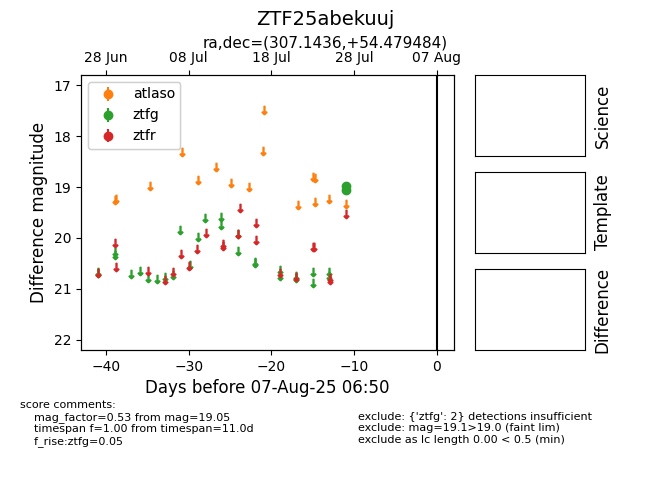 ZTF25abekuuj
ra,dec=(307.1436,+54.479484)
28 Jun 08 Jul 18 Jul 28 Jul 07 Aug
17
18
19
20
21
22
Difference magnitude
atlaso
ztfg
ztfr
−40 −30 −20 −10 0
Days before 07-Aug-25 06:50
Science
Template
Difference
score comments:
mag_factor=0.53 from mag=19.05
timespan f=1.00 from timespan=11.0d
f_rise:ztfg=0.05
exclude: {'ztfg': 2} detections insufficient
exclude: mag=19.1>19.0 (faint lim)
exclude as lc length 0.00 < 0.5 (min)